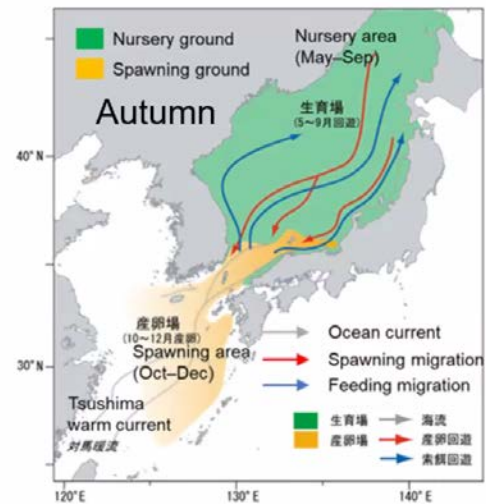 Nursery ground
Spawning ground
Nursery area
(May–Sep)
Autumn
生育場
(5～9月回遊)
40°N
産卵場
(10～12月産卵)
Spawning area
(Oct–Dec)
30°N
Tsushima
warm current
対馬暖流
Ocean current
Spawning migration
Feeding migration
生育場
海流
産卵場
産卵回遊
索餌回遊
120°E
130°E
140°E